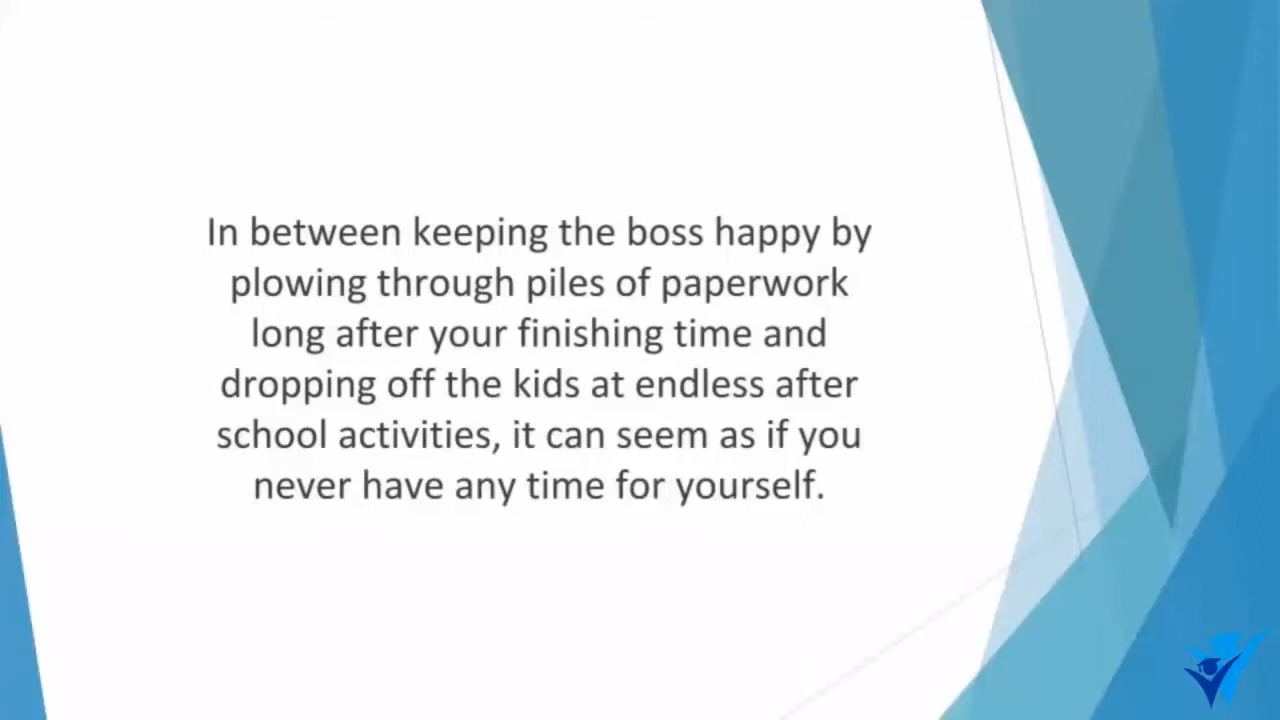 In between keeping the boss happy by
plowing through piles of paperwork
long after your finishing time and
dropping off the kids at endless after
school activities, it can seem as if you
never have any time for yourself.